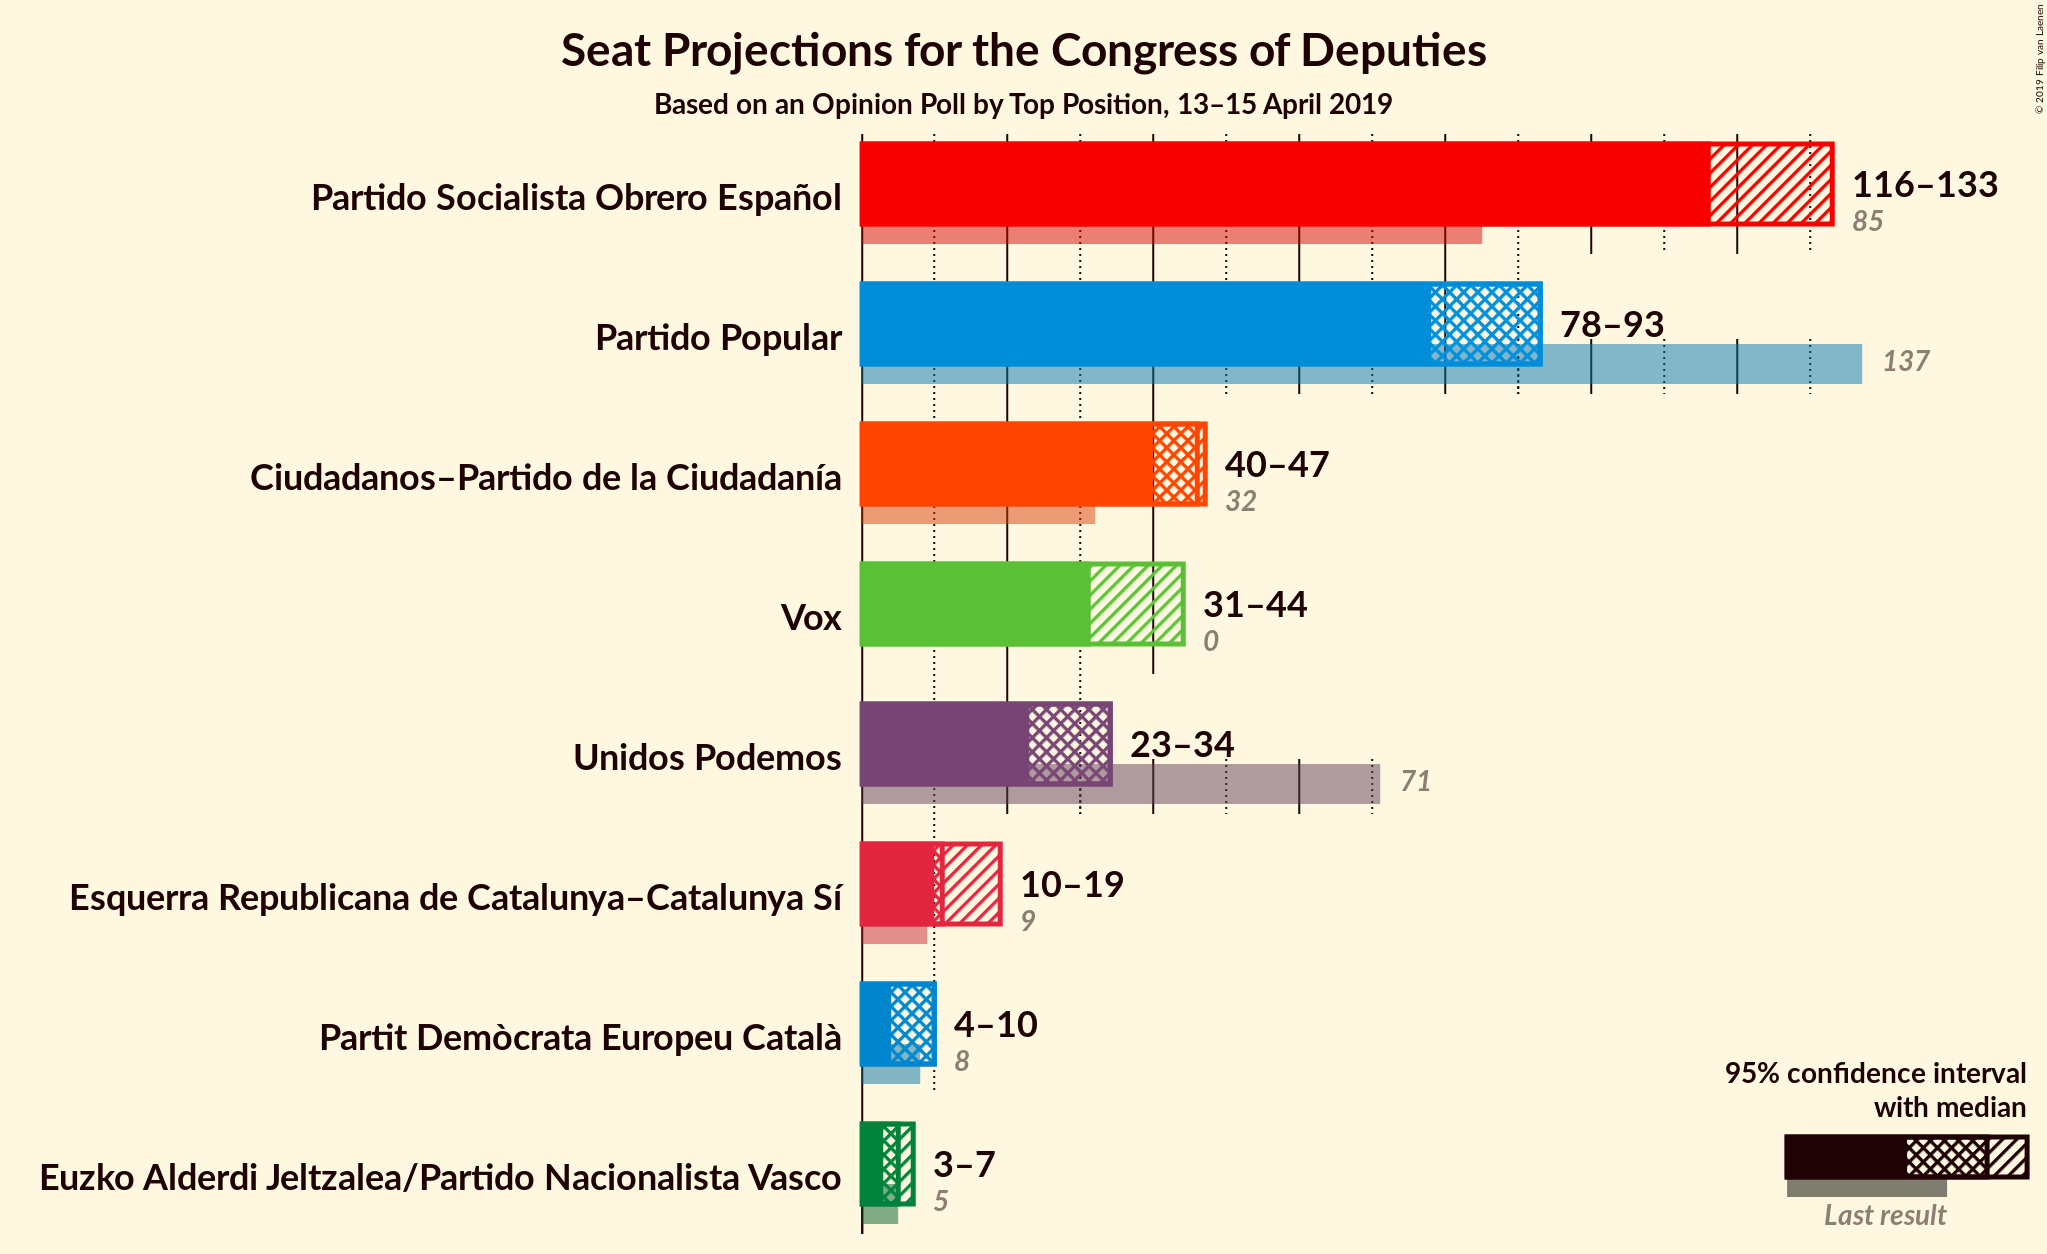 Seat Projections for the Congress of Deputies
Based on an Opinion Poll by Top Position, 13–15 April 2019
© 2019 Filip van Laenen
Partido Socialista Obrero Español
116–133
85
Partido Popular
78–93
137
Ciudadanos–Partido de la Ciudadanía
40–47
32
Vox
31–44
0
Unidos Podemos
23–34
71
Esquerra Republicana de Catalunya–Catalunya Sí
10–19
9
Partit Demòcrata Europeu Català
4–10
8
Euzko Alderdi Jeltzalea/Partido Nacionalista Vasco
3–7
5
95% confidence interval
with median
Last result